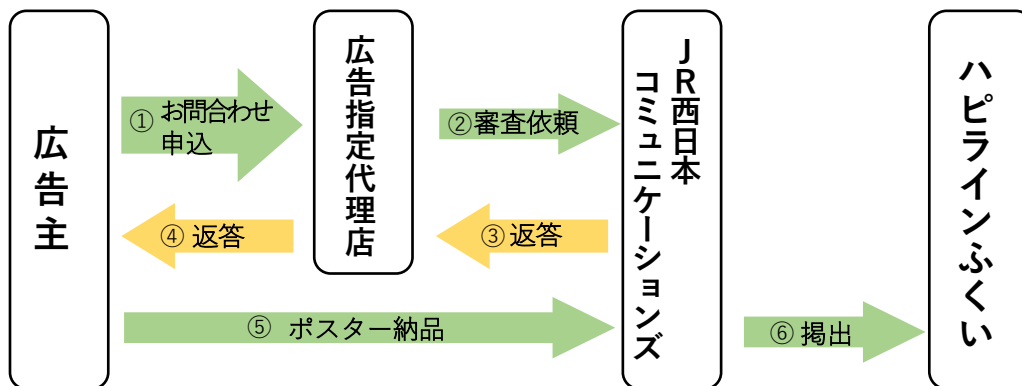 広告主
① お問合わせ
申込
広告指定代理店
② 審査依頼
JR西日本
コミュニケーションズ
ハピラインふくい
④ 返答
③ 返答
⑤ ポスター納品
⑥ 掲出